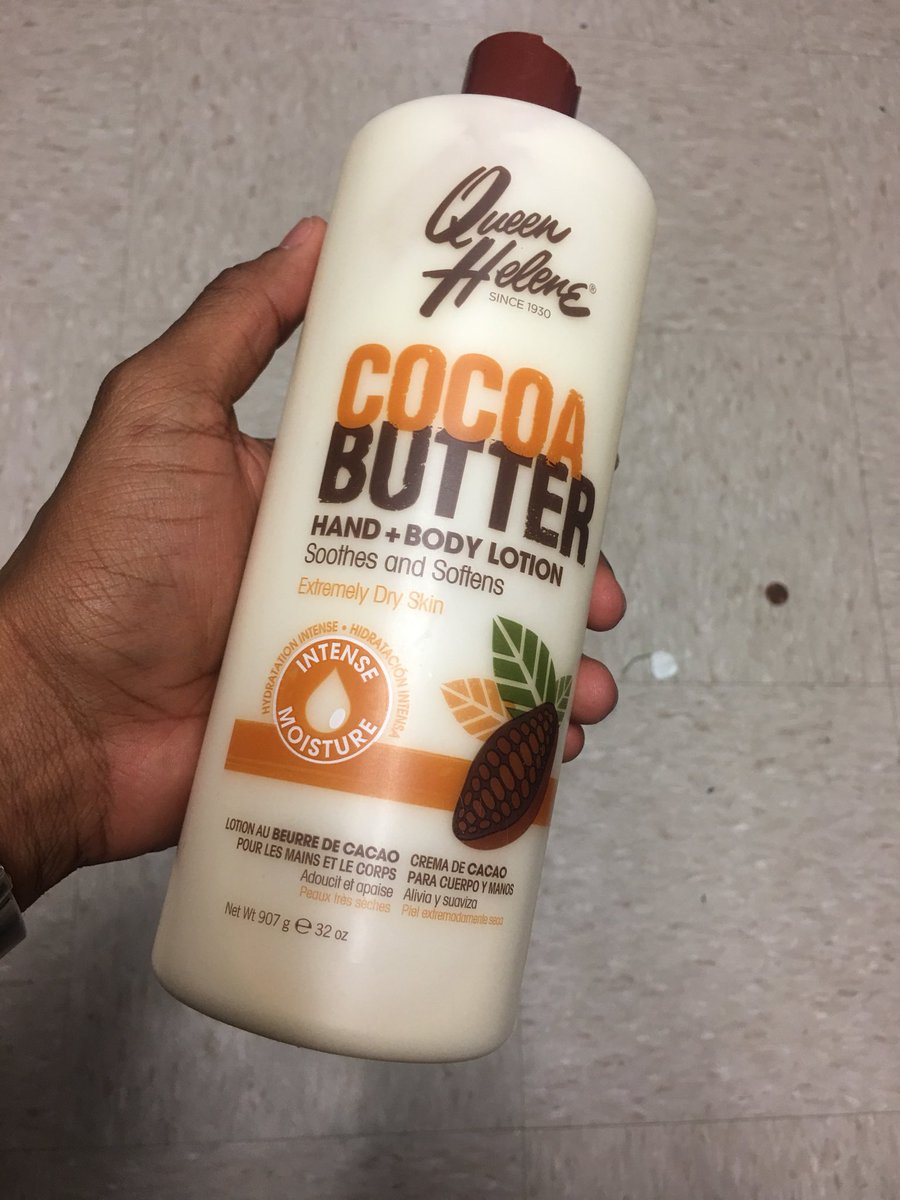 Queen
Helene®
SINCE 1930
COCOA
BUTTER
HAND + BODY LOTION
Soothes and Softens
Extremely Dry Skin
HYDRATATION INTENSE • HIDRATACIÓN INTENSA
INTENSE
MOISTURE
LOTION AU BEURRE DE CACAO
POUR LES MAINS ET LE CORPS
Adoucit et apaise
Peaux très sèches
CREMA DE CACAO
PARA CUERPO Y MANOS
Alivia y suaviza
Piel extremadamente seca
Net Wt 907 g ℮ 32 oz